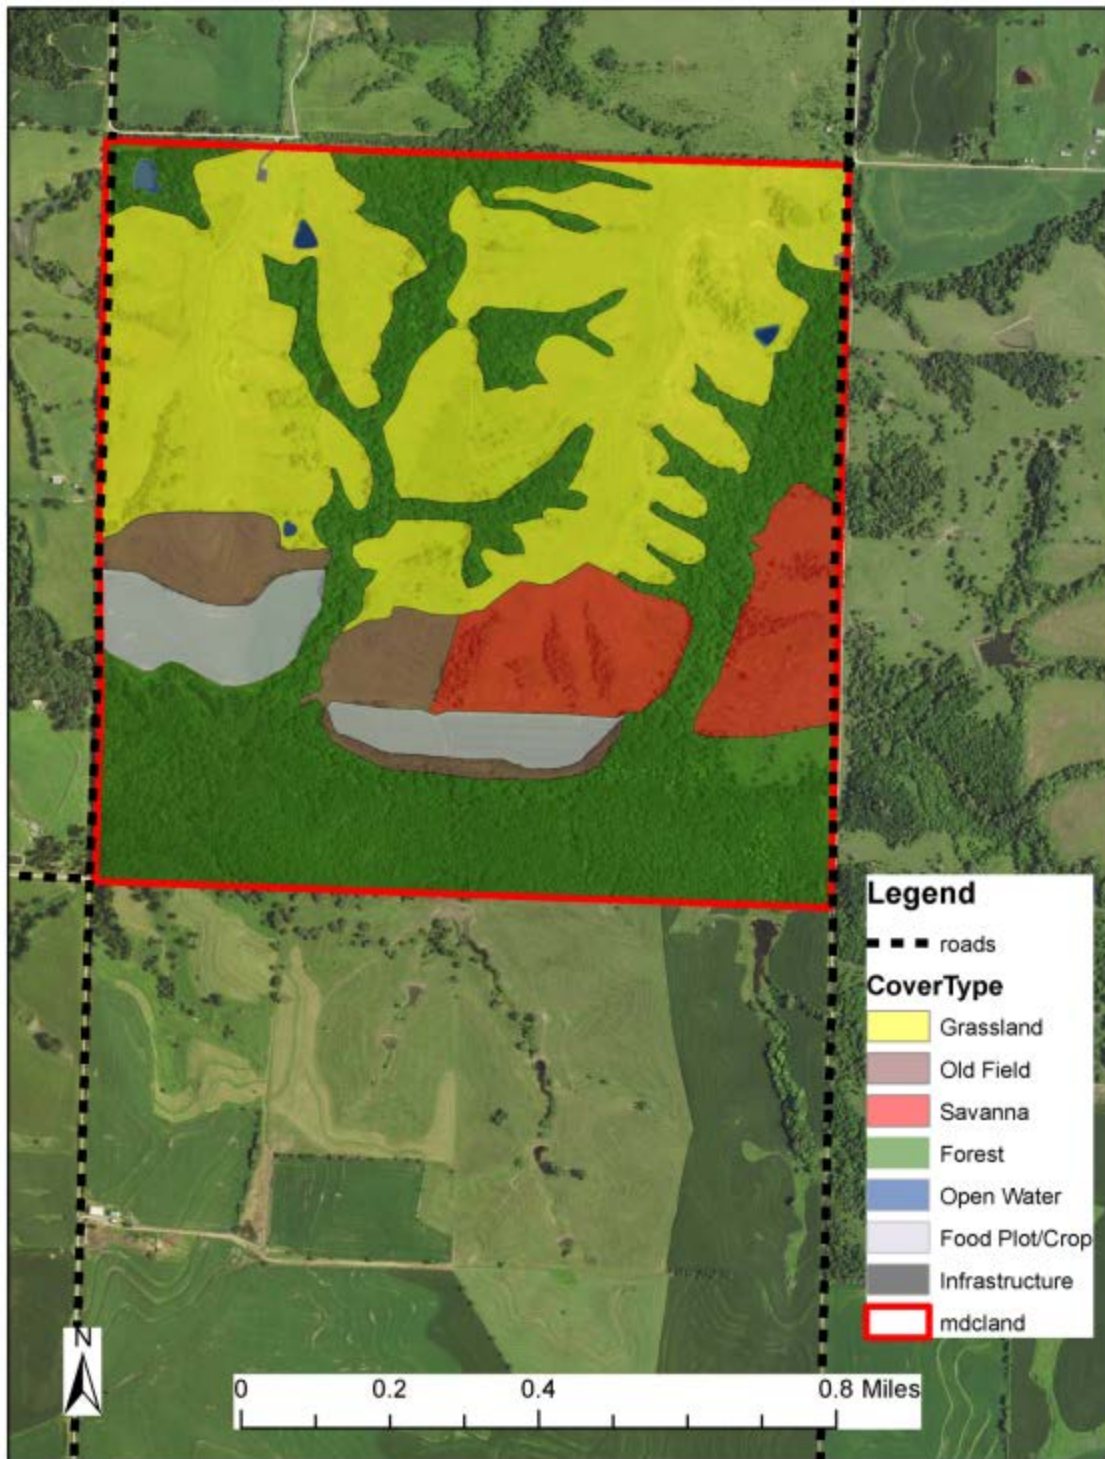 Legend
roads
CoverType
Grassland
Old Field
Savanna
Forest
Open Water
Food Plot/Crop
Infrastructure
mdcland
N
0 0.2 0.4 0.8 Miles